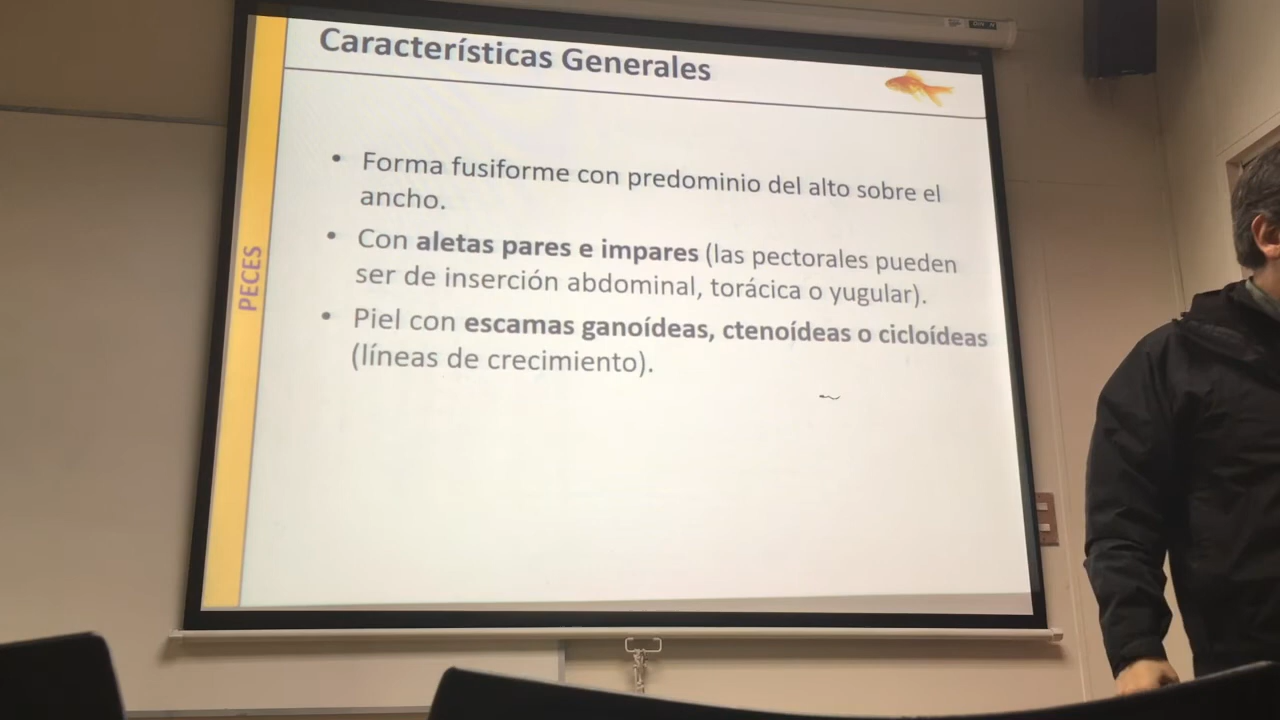 Características Generales
• Forma fusiforme con predominio del alto sobre el
ancho.
• Con aletas pares e impares (las pectorales pueden
ser de inserción abdominal, torácica o yugular).
• Piel con escamas ganoídeas, ctenoídeas o cicloídeas
(líneas de crecimiento).
PECES